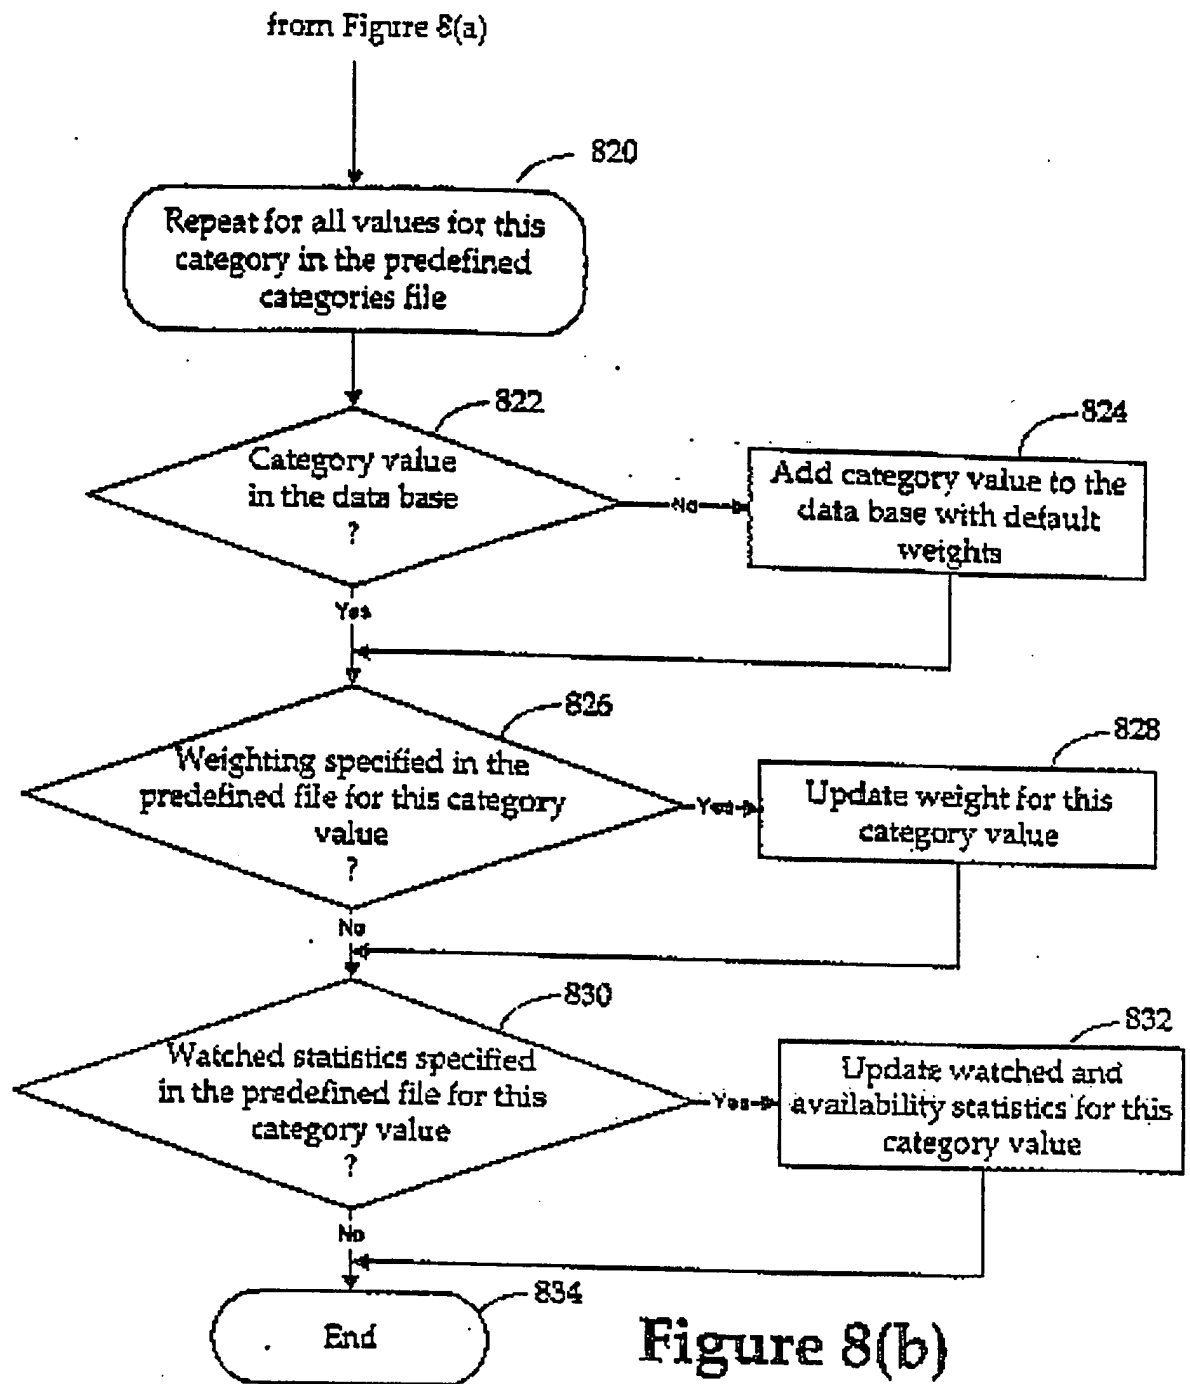 from Figure 8(a)
820
Repeat for all values for this
category in the predefined
categories file
822
Category value
in the data base
?
No
824
Add category value to the
data base with default
weights
Yes
826
Weighting specified in the
predefined file for this category
value
?
Yes
828
Update weight for this
category value
No
830
Watched statistics specified
in the predefined file for this
category value
?
Yes
832
Update watched and
availability statistics for this
category value
No
834
End
Figure 8(b)